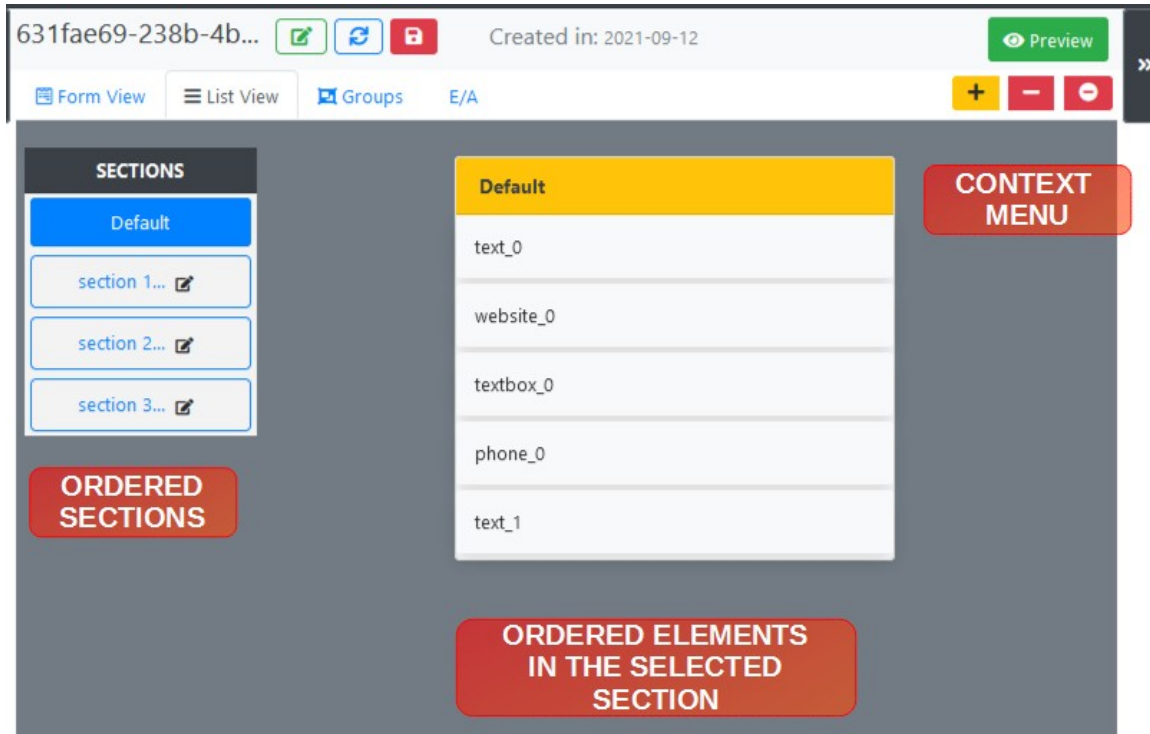 631fae69-238b-4b... Created in: 2021-09-12 Preview
Form View List View Groups E/A
SECTIONS
Default
section 1...
section 2...
section 3...
ORDERED
SECTIONS
Default
text_0
website_0
textbox_0
phone_0
text_1
ORDERED ELEMENTS
IN THE SELECTED
SECTION
CONTEXT
MENU